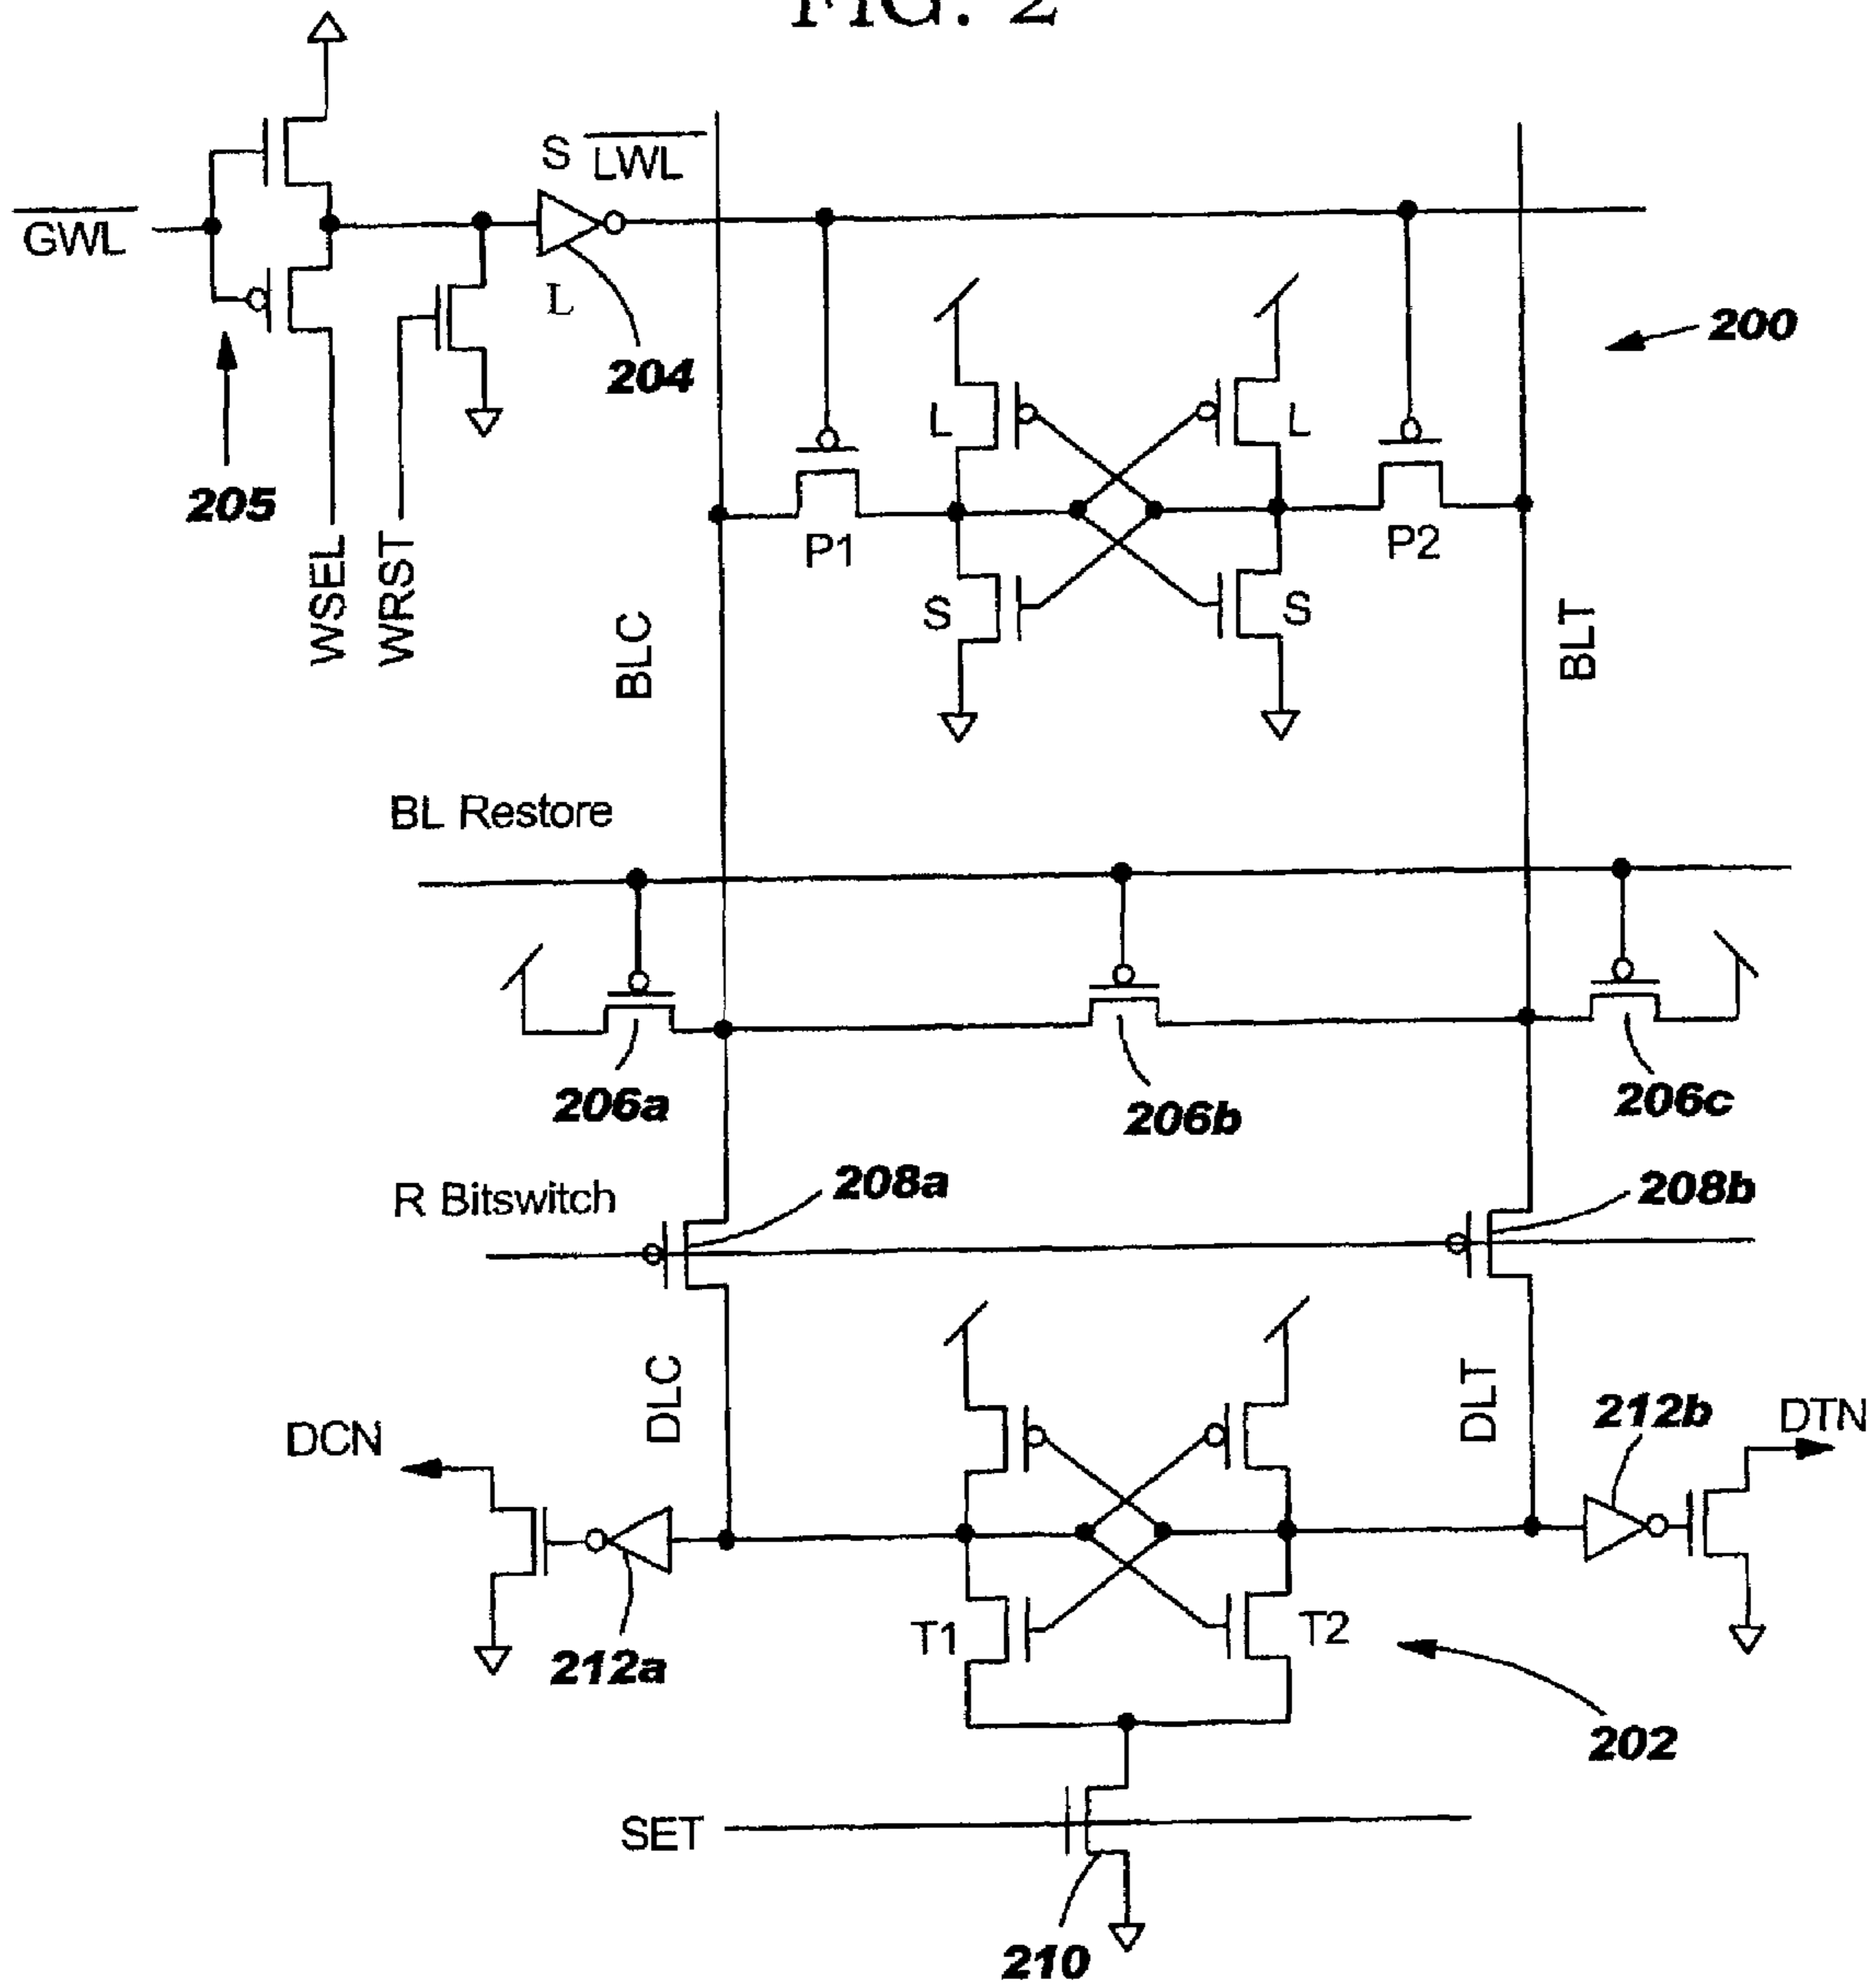 FIG. 2
S LWL
GWL
L
204
200
L
L
205
P1
P2
WSEL
WRST
S
S
BLC
BLT
BL Restore
206a
206b
206c
R Bitswitch
208a
208b
DLC
DLT
212b
DTN
DCN
T1
T2
212a
202
SET
210